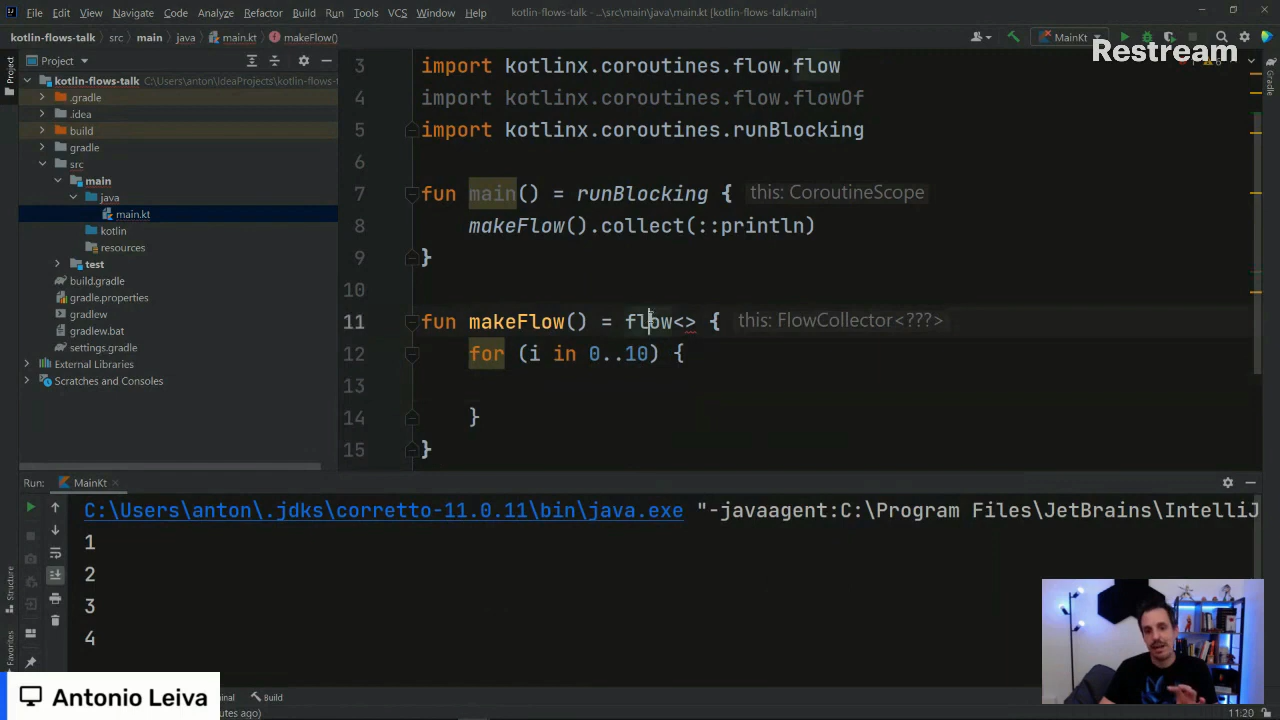 File Edit View Navigate Code Analyze Refactor Build Run Tools VCS Window Help kotlin-flows-talk - ...\src\main\java\main.kt [kotlin-flows-talk.main]
kotlin-flows-talk src main java main.kt makeFlow() MainKt
Restream
Project
Project
Gradle
kotlin-flows-talk C:\Users\anton\IdeaProjects\kotlin-flows-t
.gradle
.idea
build
gradle
src
main
java
main.kt
kotlin
resources
test
build.gradle
gradle.properties
gradlew
gradlew.bat
settings.gradle
External Libraries
Scratches and Consoles
3 import kotlinx.coroutines.flow.flow
4 import kotlinx.coroutines.flow.flowOf
5 import kotlinx.coroutines.runBlocking
6
7 fun main() = runBlocking { this: CoroutineScope
8 makeFlow().collect(::println)
9 }
10
11 fun makeFlow() = flow<> { this: FlowCollector<???>
12 for (i in 0..10) {
13
14 }
15 }
Run: MainKt
C:\Users\anton\.jdks\corretto-11.0.11\bin\java.exe "-javaagent:C:\Program Files\JetBrains\IntelliJ
1
2
3
4
Structure
Favorites
Antonio Leiva
Build
11:20